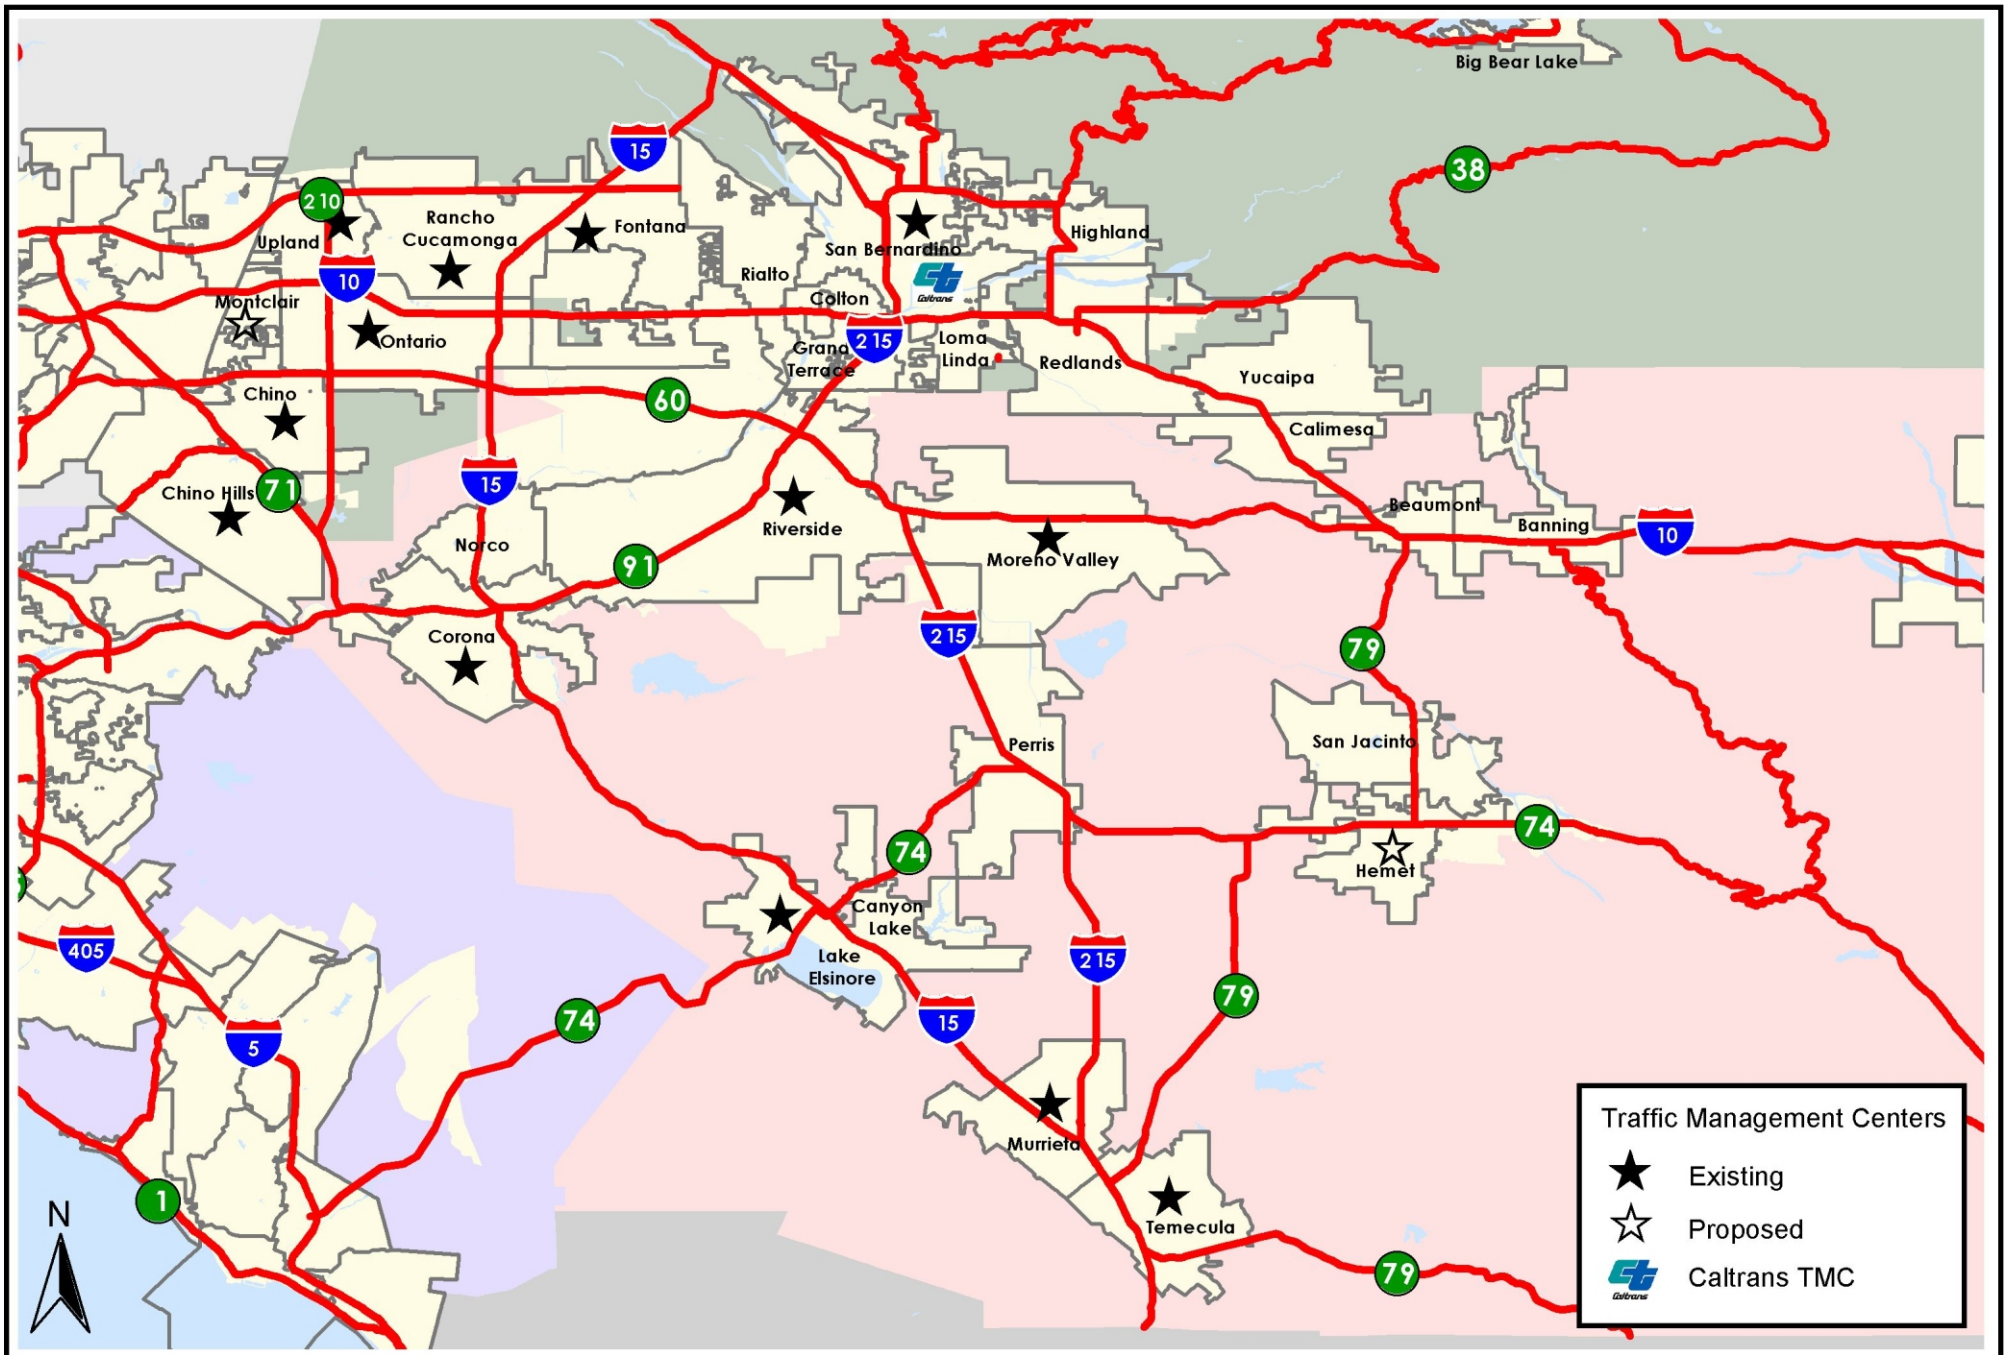 Big Bear Lake
15
38
210
Upland
Rancho
Cucamonga
Fontana
San Bernardino
Highland
10
Rialto
Caltrans
Montclair
Colton
Ontario
215
Grand
Terrace
Loma
Linda
Redlands
Yucaipa
Chino
60
Calimesa
Chino Hills
71
15
Riverside
Beaumont
Banning
10
Norco
91
Moreno Valley
Corona
215
79
Perris
San Jacinto
74
74
Hemet
Canyon
Lake
405
Lake
Elsinore
215
79
74
15
5
Murrieta
1
Temecula
79
N
Traffic Management Centers
Existing
Proposed
Caltrans
Caltrans TMC